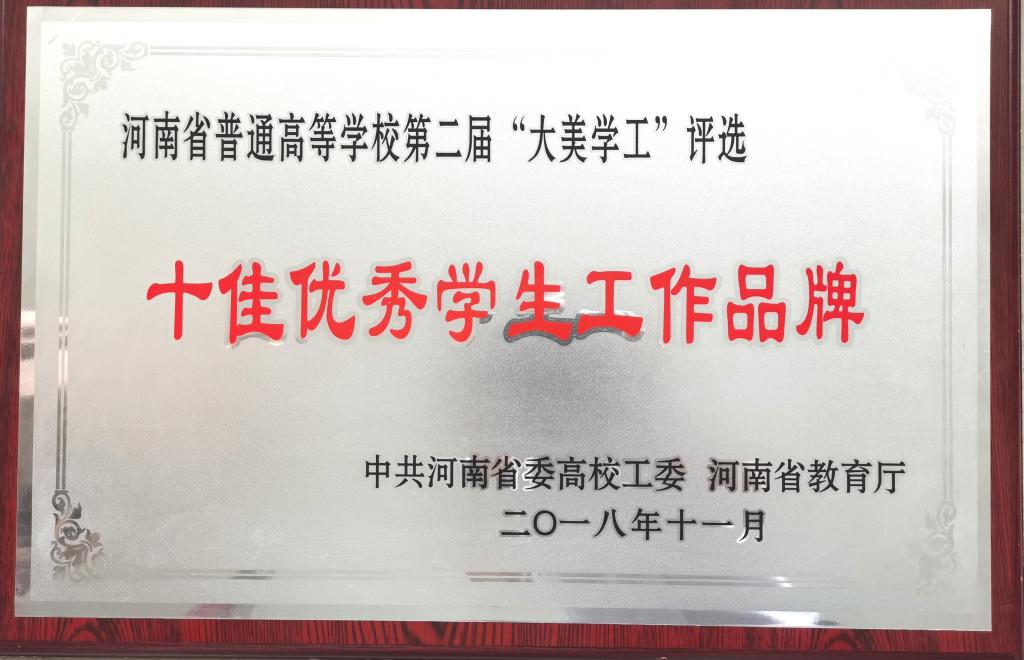 河南省普通高等学校第二届“大美学工”评选
十佳优秀学生工作品牌
中共河南省委高校工委 河南省教育厅
二〇一八年十一月